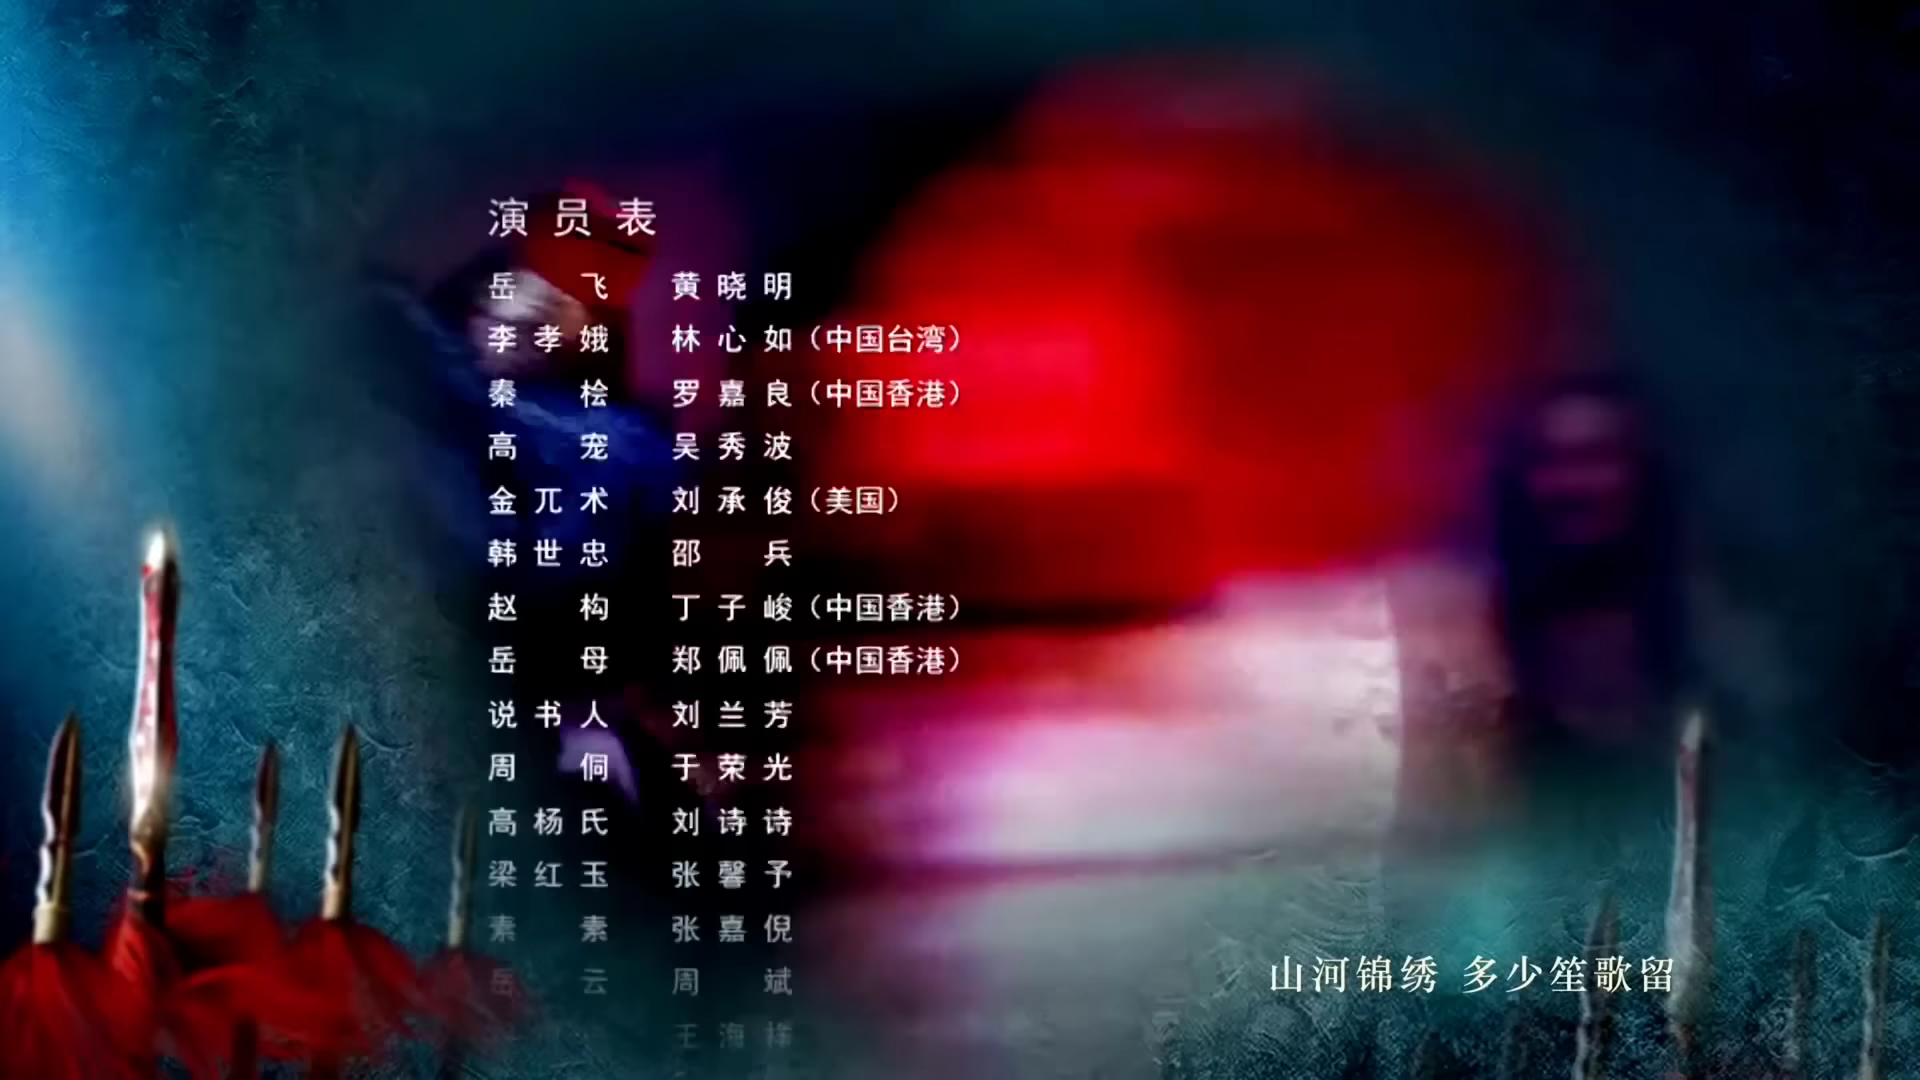 演员表
岳飞 黄晓明
李孝娥 林心如（中国台湾）
秦桧 罗嘉良（中国香港）
高宠 吴秀波
金兀术 刘承俊（美国）
韩世忠 邵兵
赵构 丁子峻（中国香港）
岳母 郑佩佩（中国香港）
说书人 刘兰芳
周侗 于荣光
高杨氏 刘诗诗
梁红玉 张馨予
素素 张嘉倪
岳云 周斌
王海祥
山河锦绣 多少笙歌留